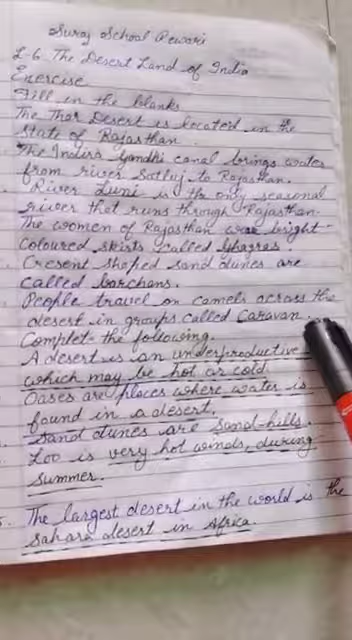 Suraj School Rewari
L-6 The Desert Land of India
Exercise
Fill in the blanks
The Thar Desert is located in the
state of Rajasthan.
The Indira Gandhi canal brings water
from river Satluj to Rajasthan.
River Luni is the only seasonal
river that runs through Rajasthan.
The women of Rajasthan wear bright-
coloured skirts called Ghagras.
Cresent shaped sand dunes are
called barchans.
People travel on camels across the
desert in groups called Caravan.
Complet the following.
A desert is an underproductive
which may be hot or cold.
Oases are places where water is
found in a desert.
Sand dunes are sand-hills.
Loo is very hot winds, during
summer.
The largest desert in the world is the
sahara desert in Africa.